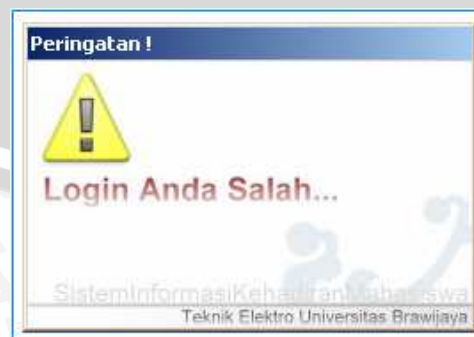 Peringatan !
Login Anda Salah...
SistemInformasiKehadiranMahasiswa
Teknik Elektro Universitas Brawijaya